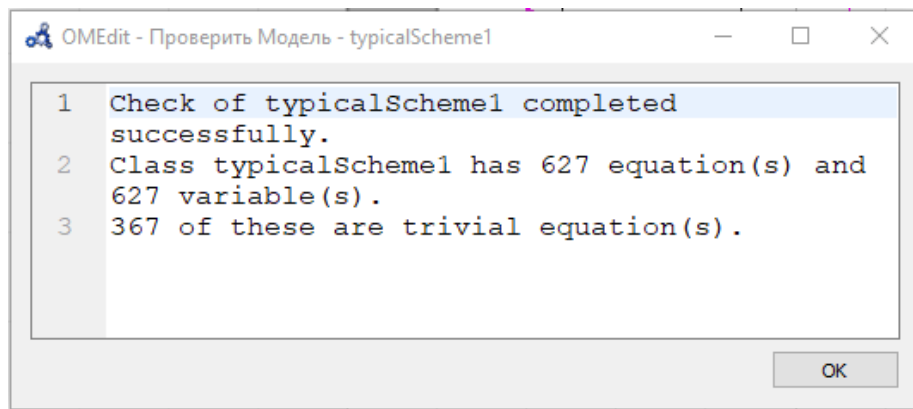 OMEdit - Проверить Модель - typicalScheme1
1 Check of typicalScheme1 completed
successfully.
2 Class typicalScheme1 has 627 equation(s) and
627 variable(s).
3 367 of these are trivial equation(s).
OK